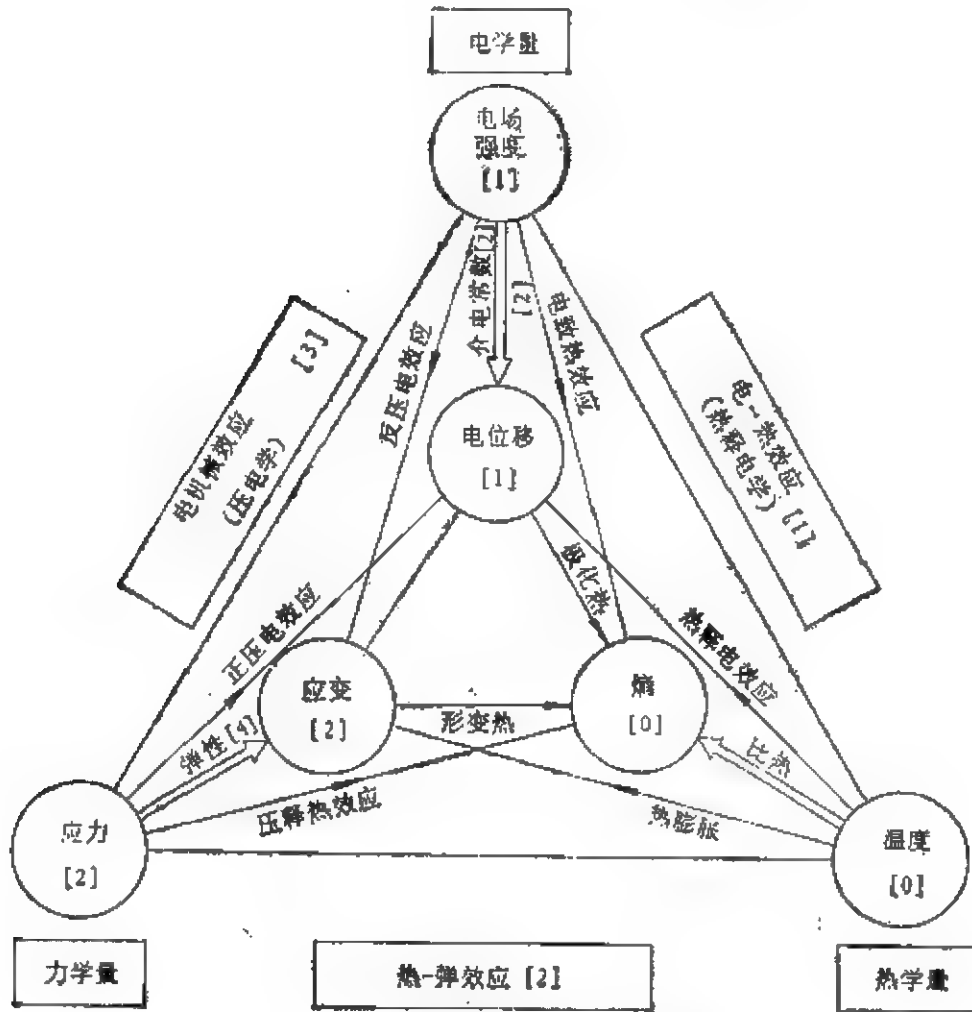 电学量
电场
强度
[1]
介电常数[2]
[2]
反压电效应
电致热效应
[3]
电机械效应
(压电学)
电-热效应
(热释电学) [1]
电位移
[1]
极化热
正压电效应
热释电效应
应变
[2]
熵
[0]
形变热
弹性[4]
比热
压释热效应
热膨胀
应力
[2]
温度
[0]
力学量
热-弹效应 [2]
热学量